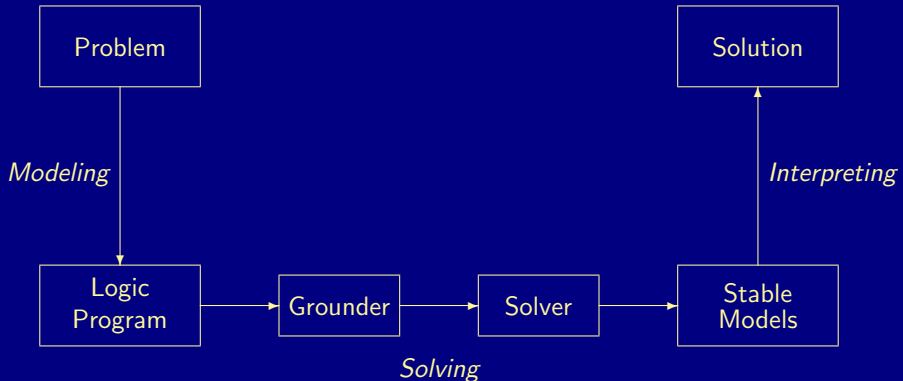 Problem
Solution
Modeling
Interpreting
Logic
Program
Grounder
Solver
Stable
Models
Solving